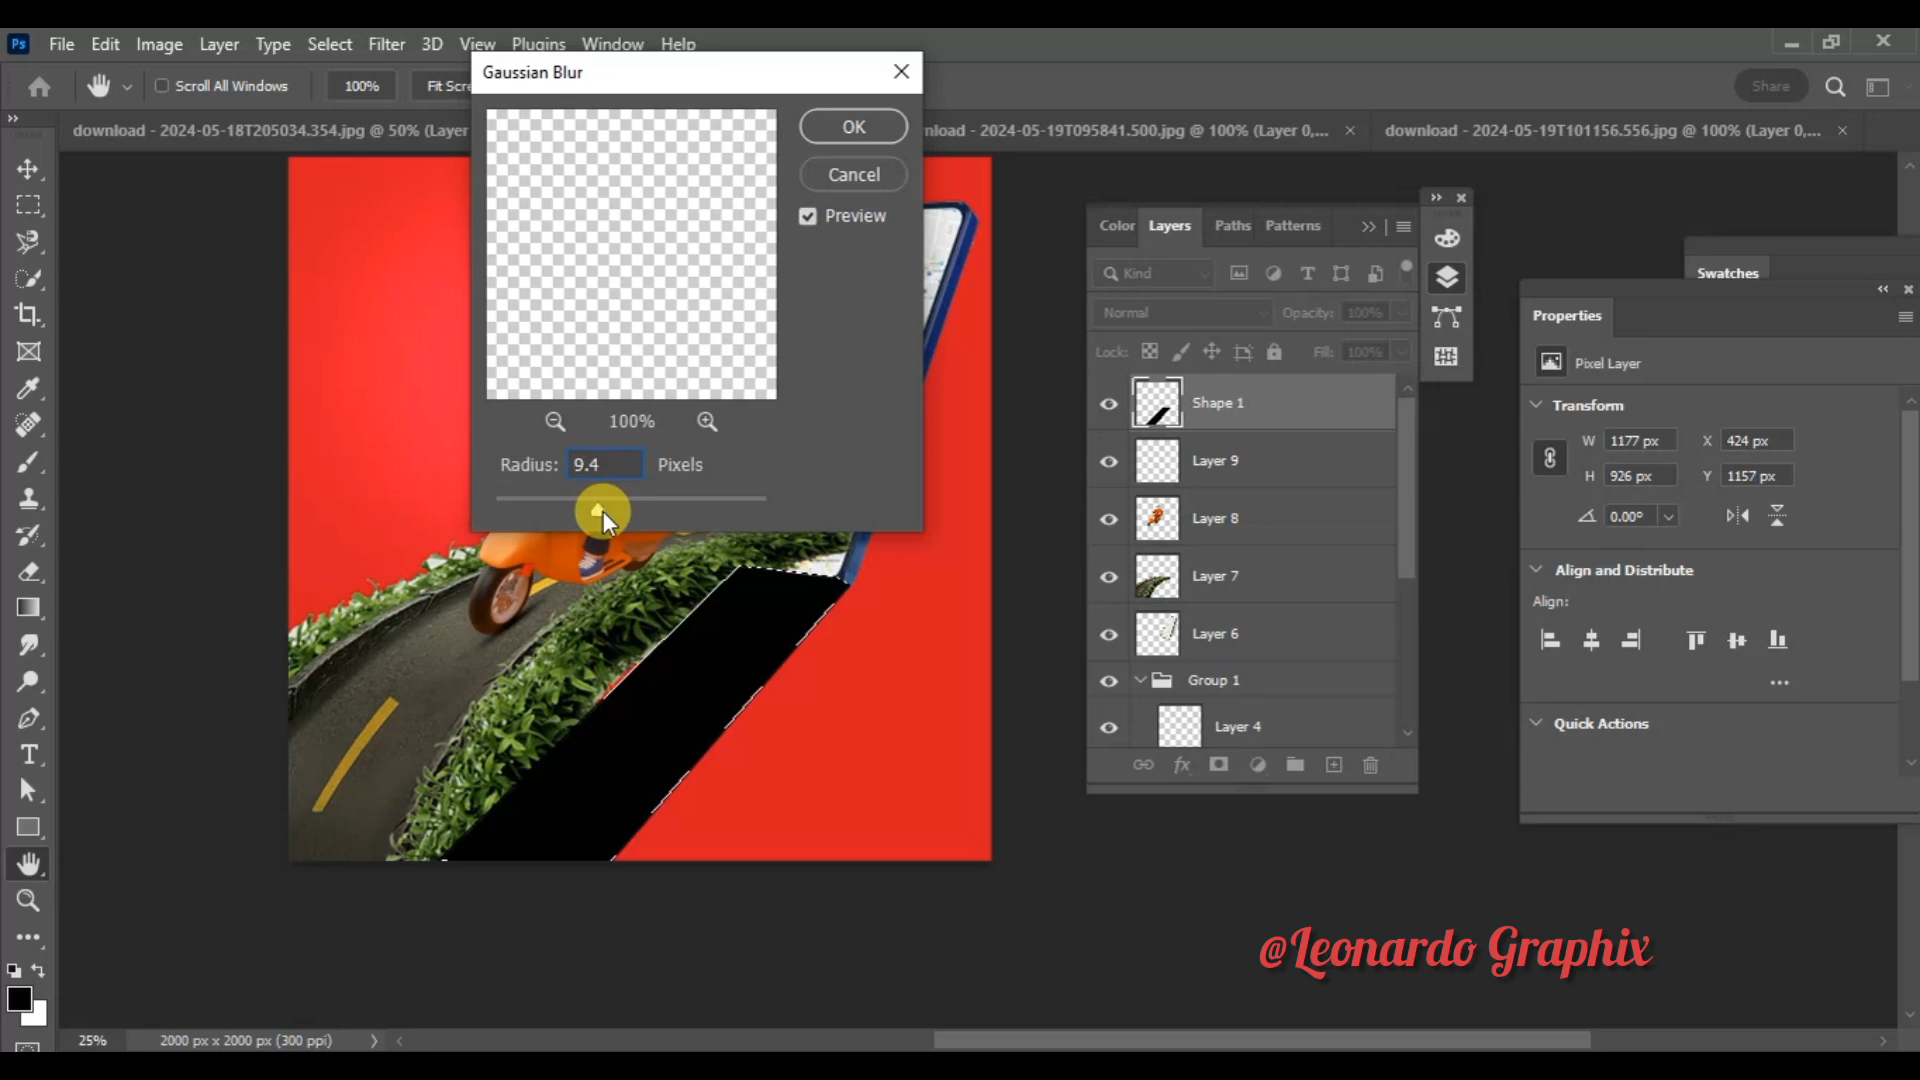 Ps File Edit Image Layer Type Select Filter 3D View Plugins Window Help
Scroll All Windows 100% Fit Scre Share
Gaussian Blur
OK
Cancel
Preview
100%
Radius: 9.4 Pixels
download - 2024-05-18T205034.354.jpg @ 50% (Layer
nload - 2024-05-19T095841.500.jpg @ 100% (Layer 0,...
download - 2024-05-19T101156.556.jpg @ 100% (Layer 0,...
Color Layers Paths Patterns
Kind
Normal Opacity: 100%
Lock: Fill: 100%
Shape 1
Layer 9
Layer 8
Layer 7
Layer 6
Group 1
Layer 4
fx
Swatches
Properties
Pixel Layer
Transform
W 1177 px X 424 px
H 926 px Y 1157 px
0.00°
Align and Distribute
Align:
Quick Actions
T
@Leonardo Graphix
25% 2000 px x 2000 px (300 ppi)